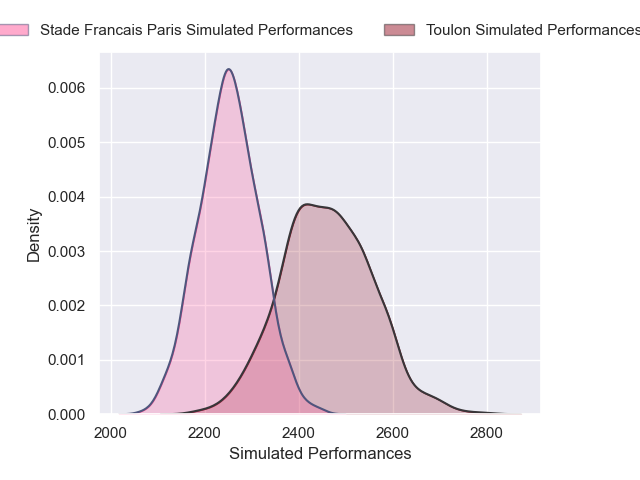 Stade Francais Paris Simulated Performances Toulon Simulated Performances
0.006
0.005
0.004
0.003
0.002
0.001
0.000
Density
2000 2200 2400 2600 2800
Simulated Performances